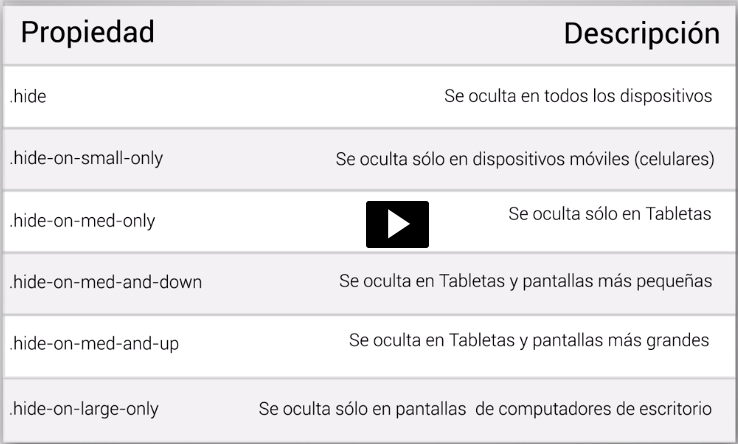 Propiedad Descripción
.hide Se oculta en todos los dispositivos
.hide-on-small-only Se oculta sólo en dispositivos móviles (celulares)
.hide-on-med-only Se oculta sólo en Tabletas
.hide-on-med-and-down Se oculta en Tabletas y pantallas más pequeñas
.hide-on-med-and-up Se oculta en Tabletas y pantallas más grandes
.hide-on-large-only Se oculta sólo en pantallas de computadores de escritorio